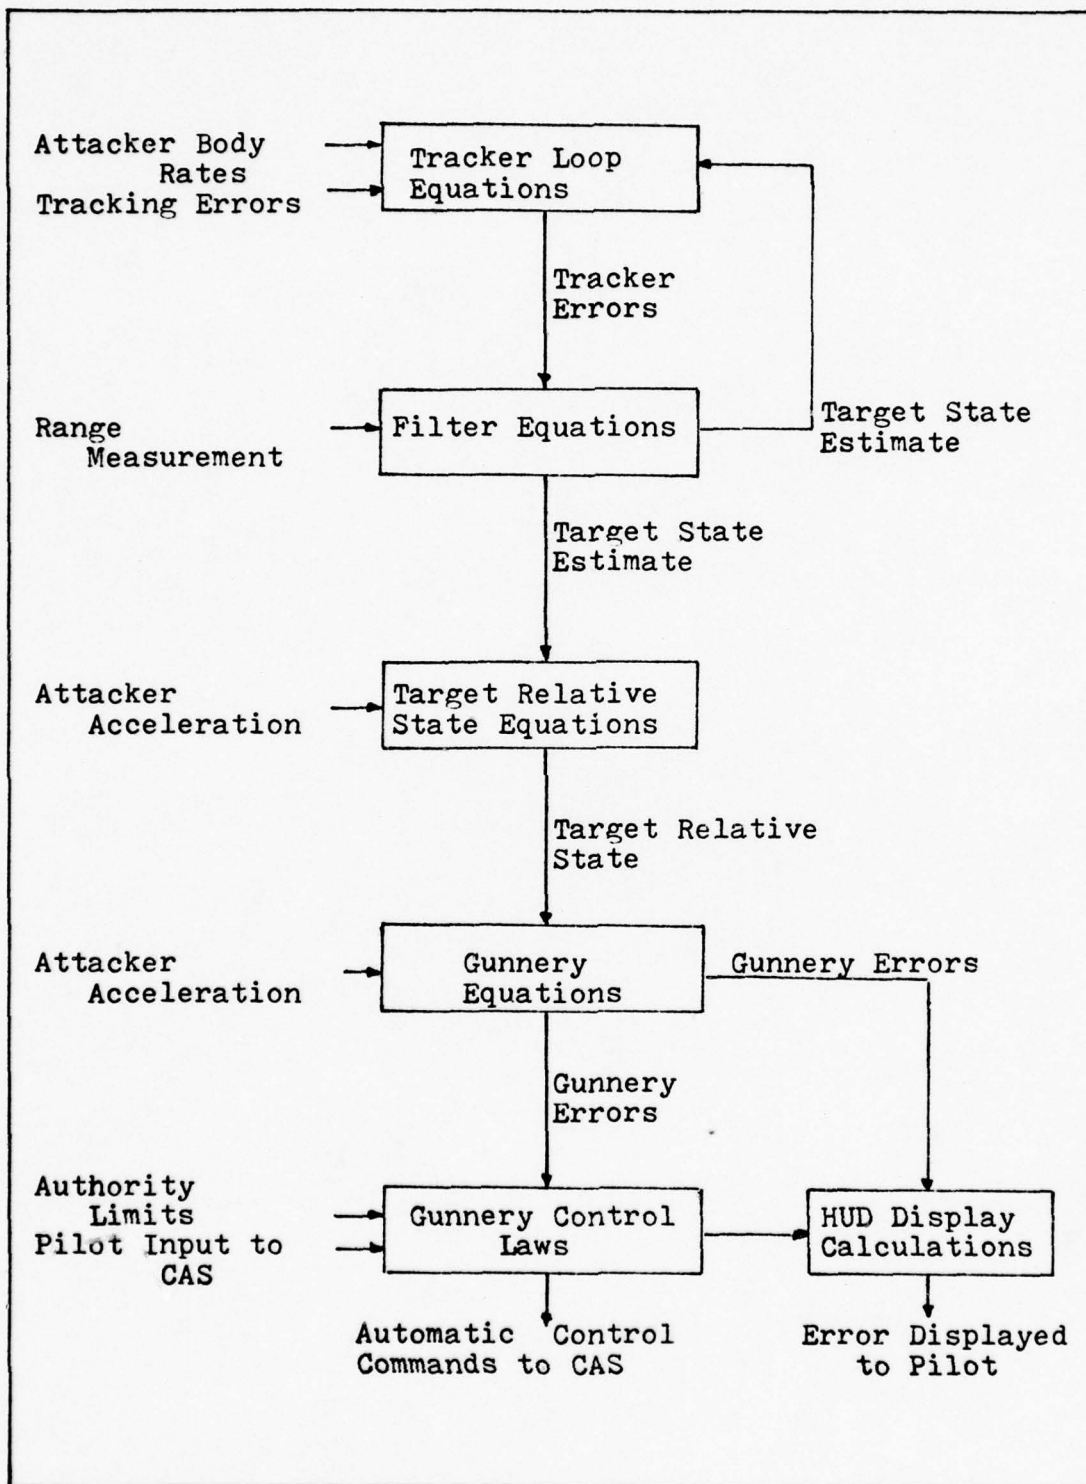 Attacker Body
Rates
Tracking Errors
Tracker Loop
Equations
Tracker
Errors
Range
Measurement
Filter Equations
Target State
Estimate
Target State
Estimate
Attacker
Acceleration
Target Relative
State Equations
Target Relative
State
Attacker
Acceleration
Gunnery
Equations
Gunnery Errors
Gunnery
Errors
Authority
Limits
Pilot Input to
CAS
Gunnery Control
Laws
HUD Display
Calculations
Automatic Control
Commands to CAS
Error Displayed
to Pilot